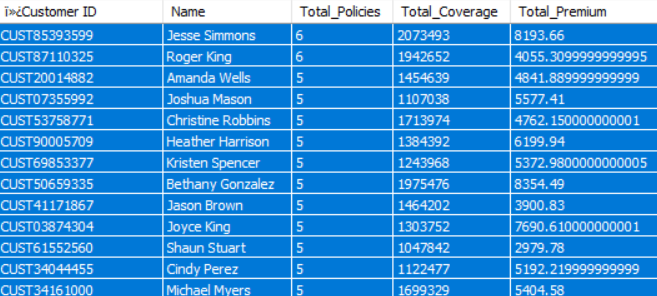 ï»¿Customer ID Name Total_Policies Total_Coverage Total_Premium
CUST85393599 Jesse Simmons 6 2073493 8193.66
CUST87110325 Roger King 6 1942652 4055.3099999999995
CUST20014882 Amanda Wells 5 1454639 4841.889999999999
CUST07355992 Joshua Mason 5 1107038 5577.41
CUST53758771 Christine Robbins 5 1713974 4762.150000000001
CUST90005709 Heather Harrison 5 1384392 6199.94
CUST69853377 Kristen Spencer 5 1243968 5372.9800000000005
CUST50659335 Bethany Gonzalez 5 1975476 8354.49
CUST41171867 Jason Brown 5 1464202 3900.83
CUST03874304 Joyce King 5 1303752 7690.610000000001
CUST61552560 Shaun Stuart 5 1047842 2979.78
CUST34044455 Cindy Perez 5 1122477 5192.219999999999
CUST34161000 Michael Myers 5 1699329 5404.58